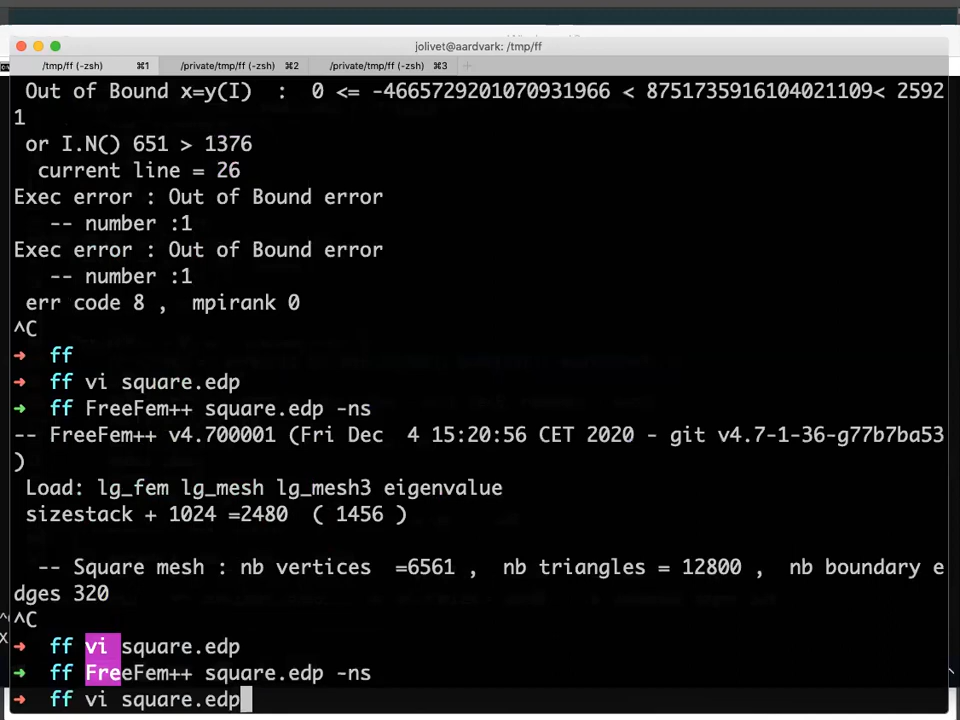 jolivet@aardvark: /tmp/ff
/tmp/ff (-zsh) ⌘1 /private/tmp/ff (-zsh) ⌘2 /private/tmp/ff (-zsh) ⌘3 +
Out of Bound x=y(I)  :  0 <= -4665729201070931966 < 8751735916104021109< 2592
1
or I.N() 651 > 1376
current line = 26
Exec error : Out of Bound error
-- number :1
Exec error : Out of Bound error
-- number :1
err code 8 ,  mpirank 0
^C
→  ff
→  ff vi square.edp
→  ff FreeFem++ square.edp -ns
-- FreeFem++ v4.700001 (Fri Dec  4 15:20:56 CET 2020 - git v4.7-1-36-g77b7ba53
)
Load: lg_fem lg_mesh lg_mesh3 eigenvalue
sizestack + 1024 =2480  ( 1456 )
-- Square mesh : nb vertices  =6561 ,  nb triangles = 12800 ,  nb boundary e
dges 320
^C
→  ff vi square.edp
→  ff FreeFem++ square.edp -ns
→  ff vi square.edp